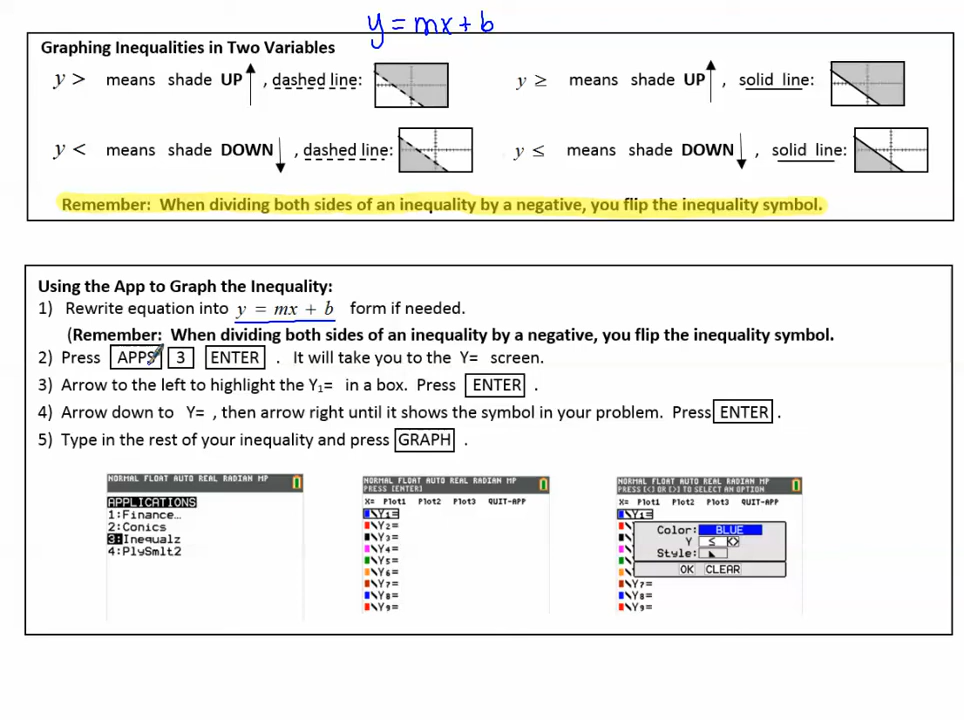 y = mx + b
Graphing Inequalities in Two Variables
y > means shade UP , dashed line:
y ≥ means shade UP , solid line:
y < means shade DOWN , dashed line:
y ≤ means shade DOWN , solid line:
Remember: When dividing both sides of an inequality by a negative, you flip the inequality symbol.
Using the App to Graph the Inequality:
1) Rewrite equation into y = mx + b form if needed.
(Remember: When dividing both sides of an inequality by a negative, you flip the inequality symbol.
2) Press APPS 3 ENTER . It will take you to the Y= screen.
3) Arrow to the left to highlight the Y1= in a box. Press ENTER .
4) Arrow down to Y= , then arrow right until it shows the symbol in your problem. Press ENTER .
5) Type in the rest of your inequality and press GRAPH .
NORMAL FLOAT AUTO REAL RADIAN MP
APPLICATIONS
1:Finance…
2:Conics
3:Inequalz
4:PlySmlt2
NORMAL FLOAT AUTO REAL RADIAN MP
PRESS [ENTER]
X= Plot1 Plot2 Plot3 QUIT-APP
\Y1=
\Y2=
\Y3=
\Y4=
\Y5=
\Y6=
\Y7=
\Y8=
\Y9=
NORMAL FLOAT AUTO REAL RADIAN MP
PRESS [<] OR [>] TO SELECT AN OPTION
X= Plot1 Plot2 Plot3 QUIT-APP
\Y1=
Color: BLUE
Y ≤ <>
Style:
OK CLEAR
\Y7=
\Y8=
\Y9=